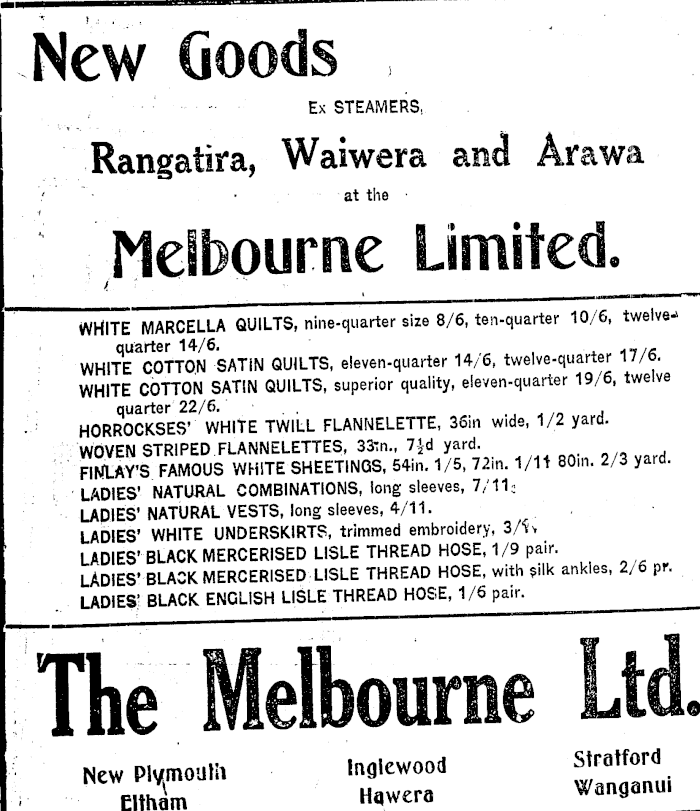 New Goods
Ex STEAMERS,
Rangatira, Waiwera and Arawa
at the
Melbourne Limited.
WHITE MARCELLA QUILTS, nine-quarter size 8/6, ten-quarter 10/6, twelve-
quarter 14/6.
WHITE COTTON SATIN QUILTS, eleven-quarter 14/6, twelve-quarter 17/6.
WHITE COTTON SATIN QUILTS, superior quality, eleven-quarter 19/6, twelve
quarter 22/6.
HORROCKSES' WHITE TWILL FLANNELETTE, 36in wide, 1/2 yard.
WOVEN STRIPED FLANNELETTES, 33in., 7½d yard.
FINLAY'S FAMOUS WHITE SHEETINGS, 54in. 1/5, 72in. 1/11 80in. 2/3 yard.
LADIES' NATURAL COMBINATIONS, long sleeves, 7/11.
LADIES' NATURAL VESTS, long sleeves, 4/11.
LADIES' WHITE UNDERSKIRTS, trimmed embroidery,
LADIES' BLACK MERCERISED LISLE THREAD HOSE, 1/9 pair.
LADIES' BLACK MERCERISED LISLE THREAD HOSE, with silk ankles, 2/6 pr.
LADIES' BLACK ENGLISH LISLE THREAD HOSE, 1/6 pair.
The Melbourne Ltd.
New Plymouth Inglewood Stratford
Eltham Hawera Wanganui